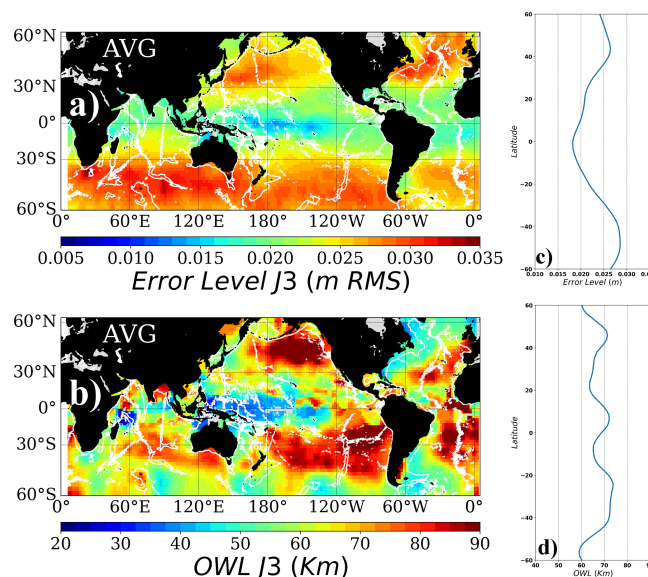 60°N
AVG
30°N
a)
0°
30°S
60°S
0° 60°E 120°E 180° 120°W 60°W 0°
0.005 0.010 0.015 0.020 0.025 0.030 0.035
Error Level J3 (m RMS)
60
40
20
Latitude
0
−20
−40
c)
−60
0.010 0.015 0.020 0.025 0.030
Error Level (m)
60°N
AVG
30°N
b)
0°
30°S
60°S
0° 60°E 120°E 180° 120°W 60°W 0°
20 30 40 50 60 70 80 90
OWL J3 (Km)
60
40
20
Latitude
0
−20
−40
d)
−60
40 50 60 70 80 90
OWL (Km)